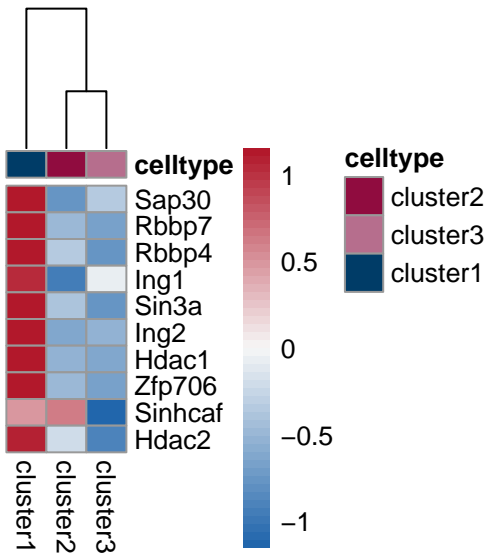 celltype
Sap30
Rbbp7
Rbbp4
Ing1
Sin3a
Ing2
Hdac1
Zfp706
Sinhcaf
Hdac2
cluster1
cluster2
cluster3
1
0.5
0
−0.5
−1
celltype
cluster2
cluster3
cluster1